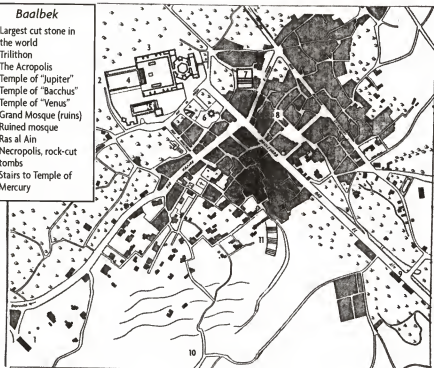 Baalbek
Largest cut stone in
the world
Trilithon
The Acropolis
Temple of "Jupiter"
Temple of "Bacchus"
Temple of "Venus"
Grand Mosque (ruins)
Ruined mosque
Ras al Ain
Necropolis, rock-cut
tombs
Stairs to Temple of
Mercury
3
2
4
7
5
6
8
11
9
1
10